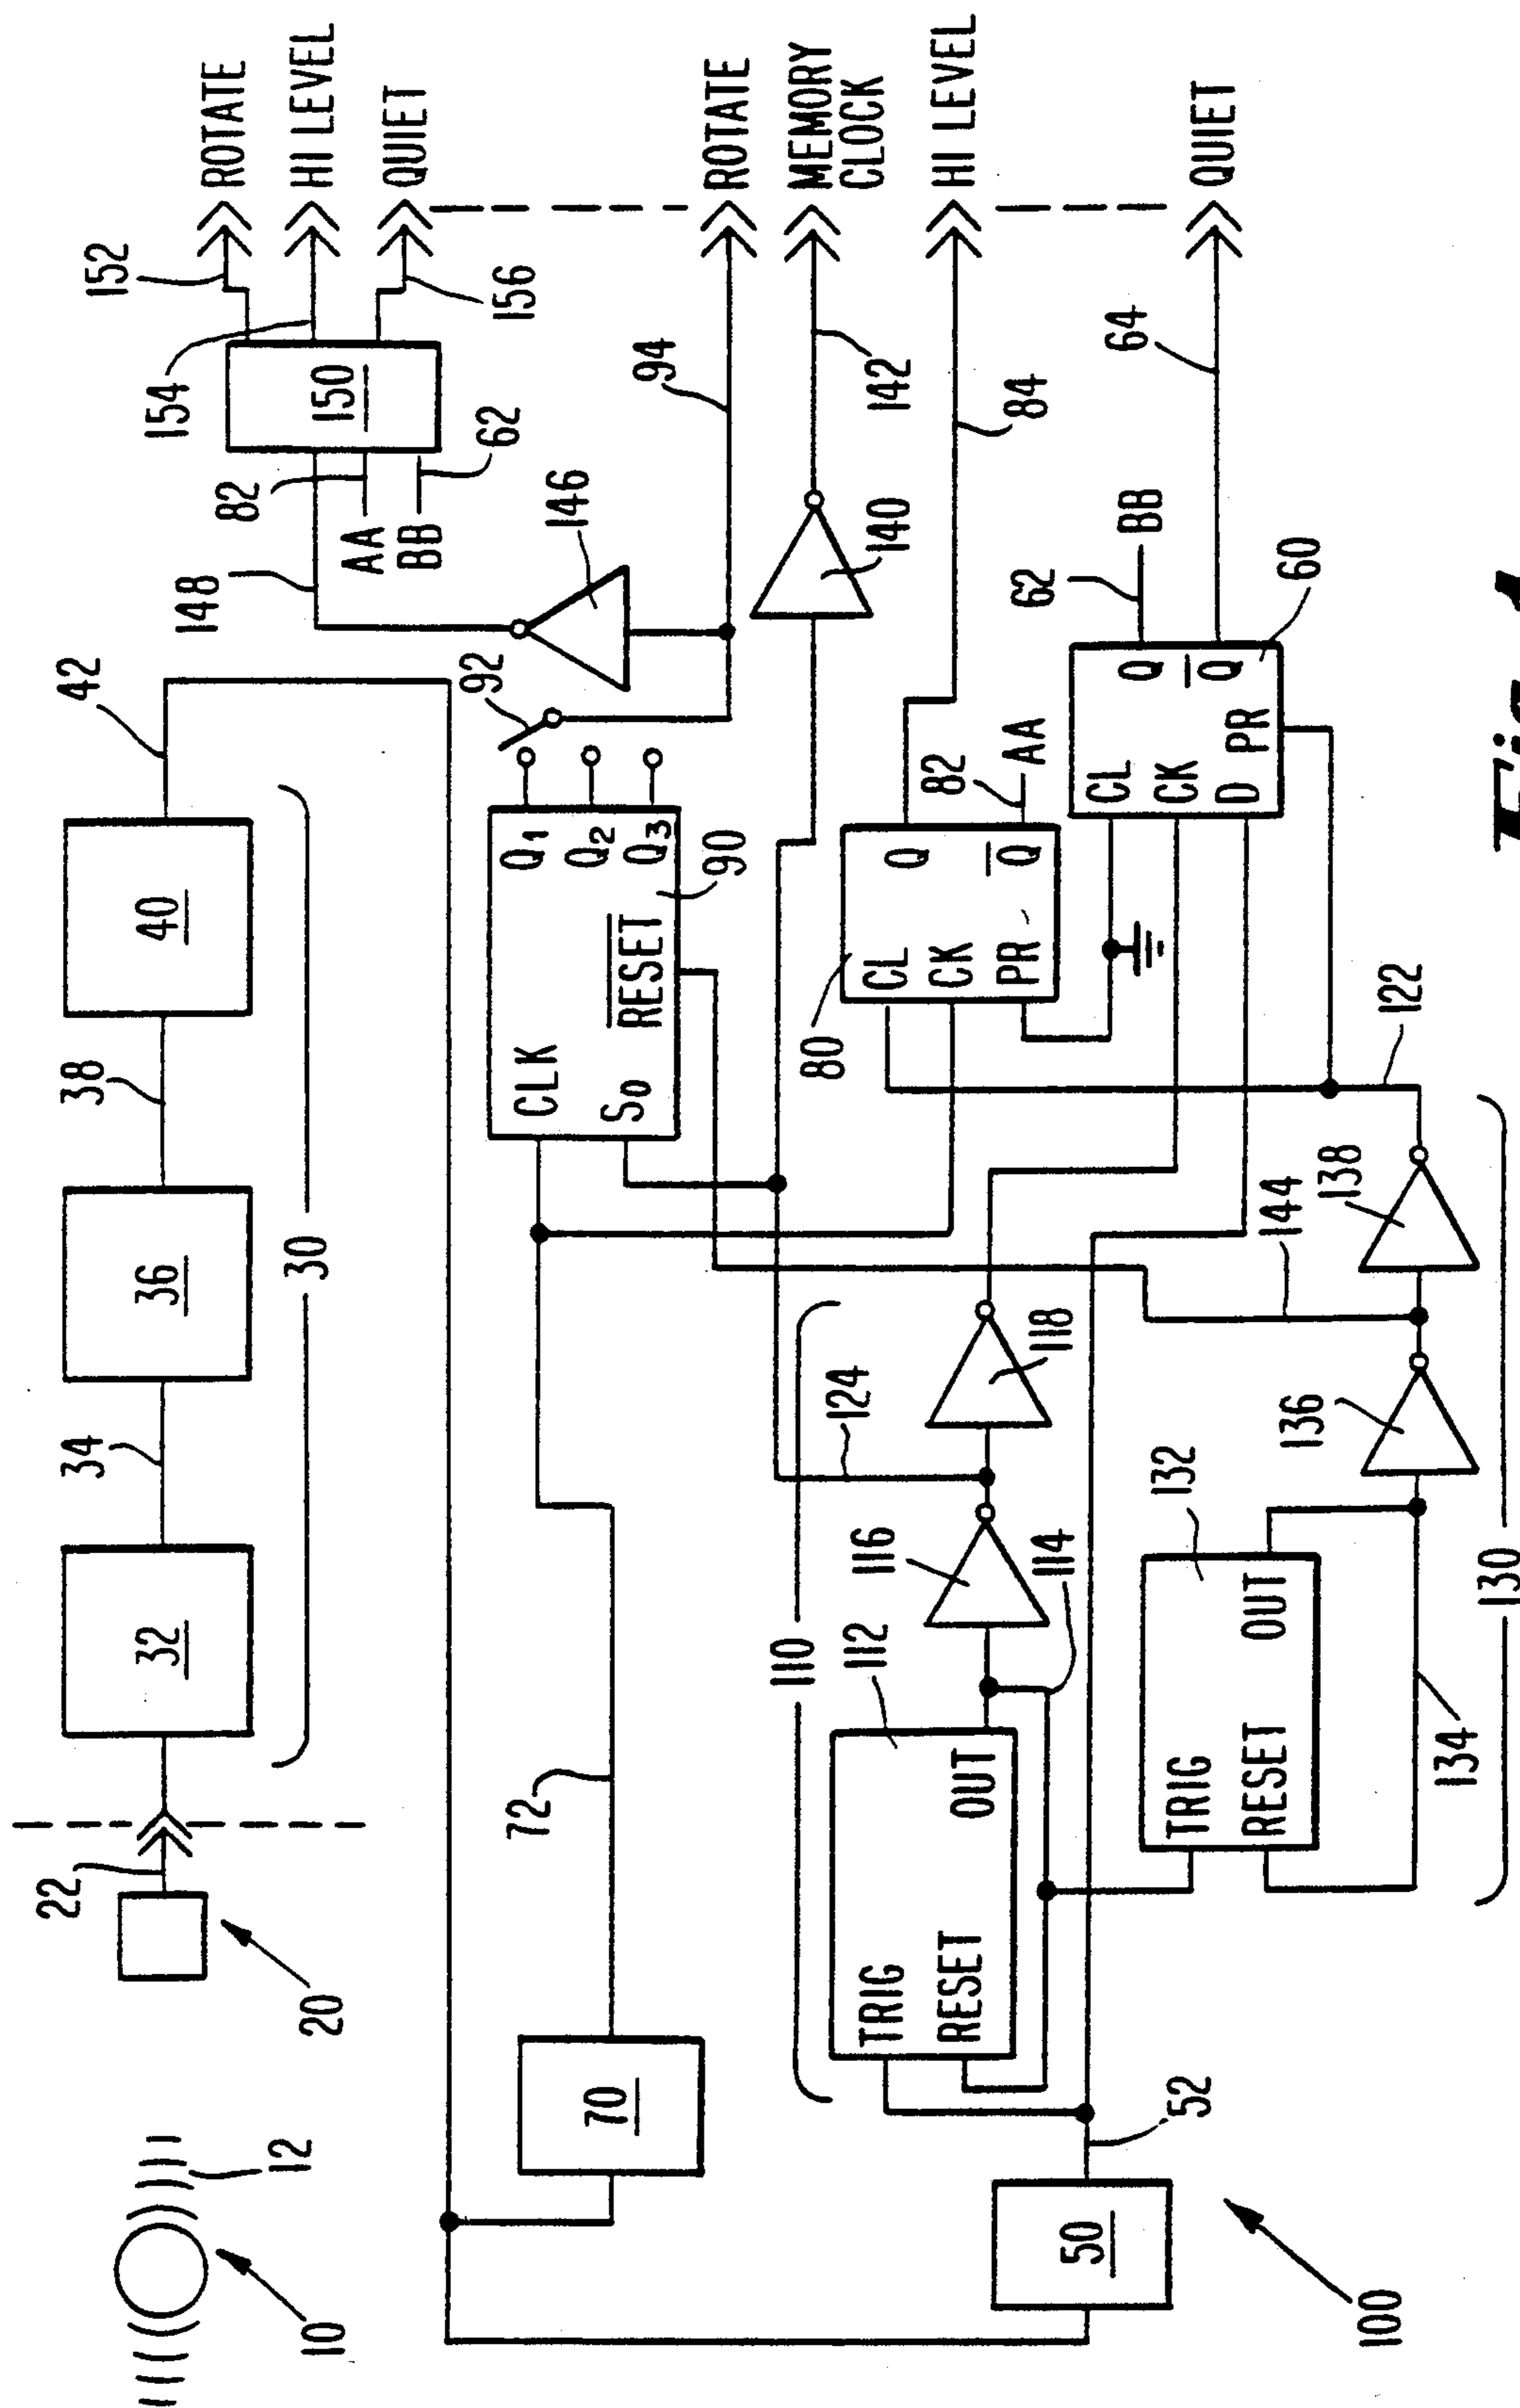 ROTATE
HI LEVEL
QUIET
152
154
150
156
82
AA
BB
62
148
146
94
ROTATE
MEMORY
CLOCK
142
140
HI LEVEL
84
QUIET
64
62
BB
60
CL
CK
D
PR
Q
Q
42
40
38
36
34
32
30
22
20
12
10
92
CLK
S0
RESET
Q1
Q2
Q3
90
80
CL
CK
PR
Q
Q
82
AA
72
70
124
110
112
TRIG
RESET
OUT
116
118
114
52
50
100
132
TRIG
RESET
OUT
134
136
144
138
122
130